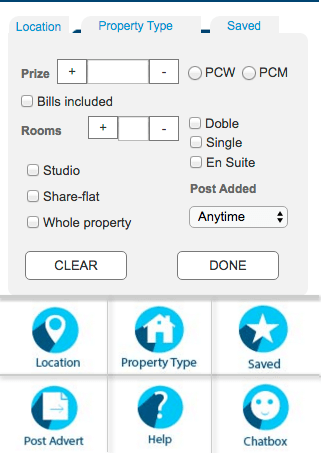 Location Property Type Saved
Prize + - PCW PCM
Bills included
Rooms + - Doble
Single
En Suite
Studio
Share-flat
Whole property
Post Added
Anytime
CLEAR DONE
Location Property Type Saved
Post Advert Help Chatbox
?